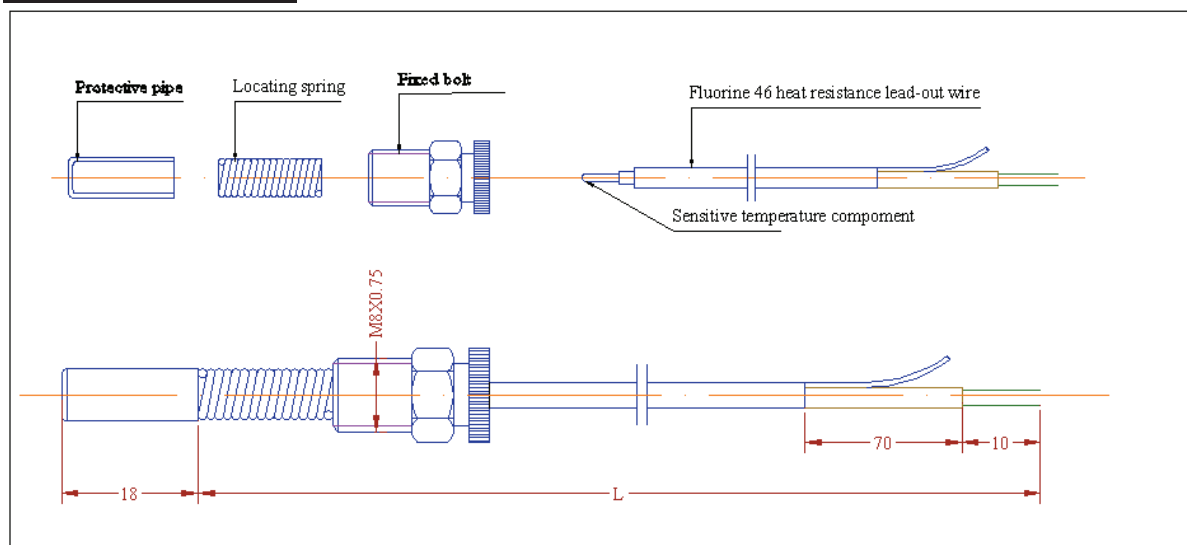 Protective pipe
Locating spring
Fixed bolt
Fluorine 46 heat resistance lead-out wire
Sensitive temperature compoment
M8X0.75
70
10
18
L